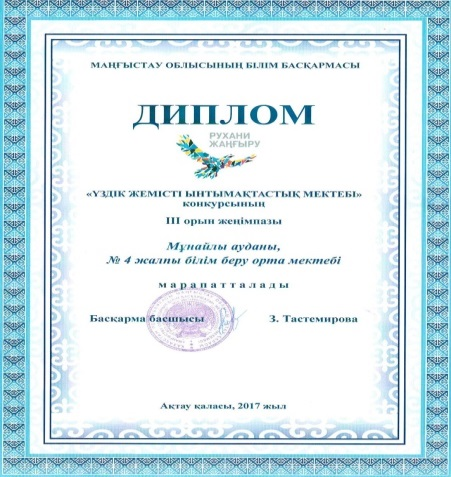 МАҢҒЫСТАУ ОБЛЫСЫНЫҢ БІЛІМ БАСҚАРМАСЫ
ДИПЛОМ
РУХАНИ
ЖАҢҒЫРУ
«ҮЗДІК ЖЕМІСТІ ЫНТЫМАҚТАСТЫҚ МЕКТЕБІ»
конкурсының
III орын жеңімпазы
Мұнайлы ауданы,
№ 4 жалпы білім беру орта мектебі
марапатталады
Басқарма басшысы З. Тастемирова
Ақтау қаласы, 2017 жыл